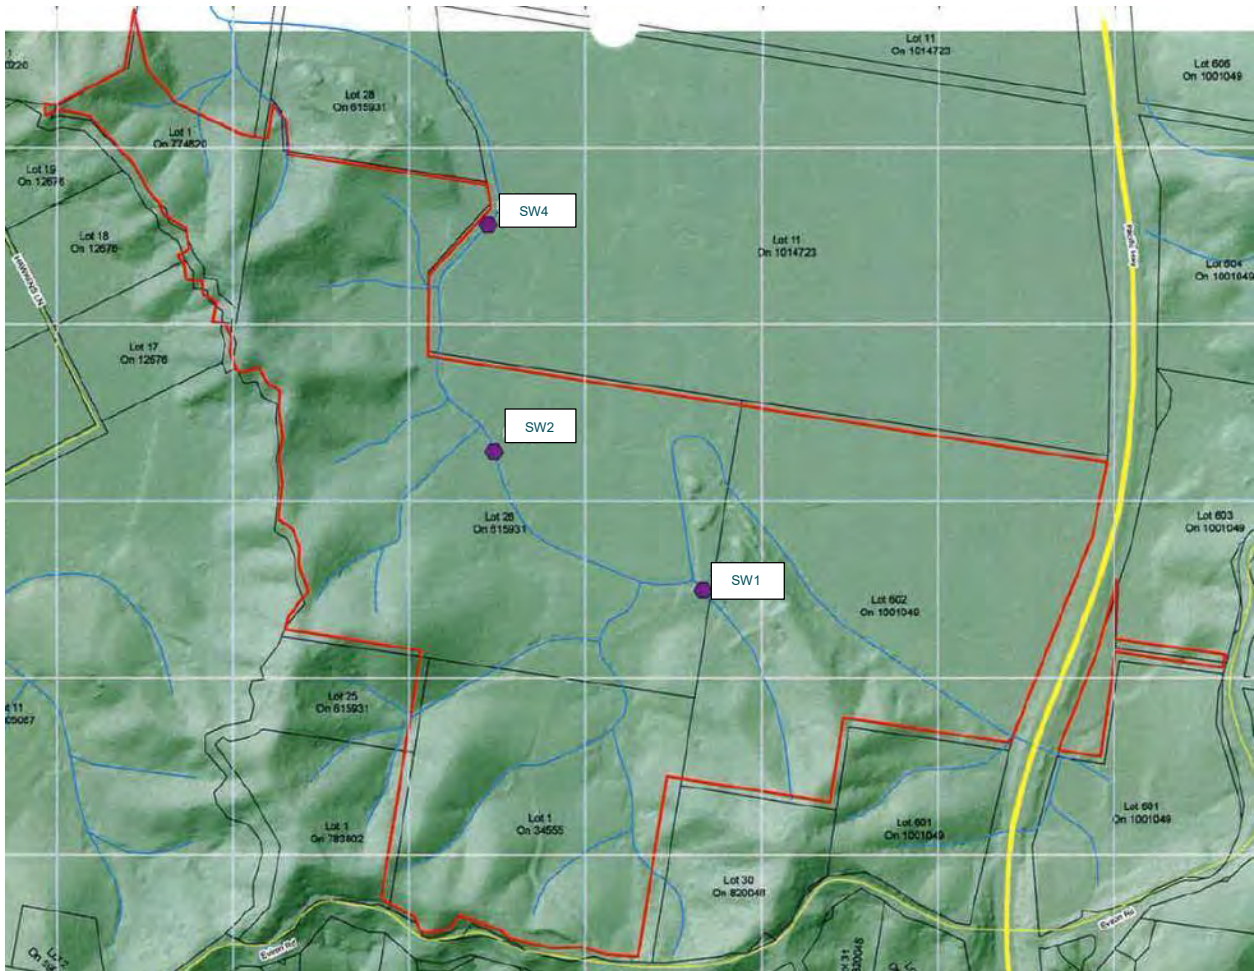 Lot 11
On 1014723
Lot 606
On 1001049
Lot 28
On 615931
Lot 1
On 774820
Lot 19
On 12676
SW4
Lot 18
On 12676
Lot 11
On 1014723
Pacific Hwy
Lot 604
On 1001049
Lot 17
On 12676
SW2
Lot 26
On 615931
Lot 603
On 1001049
SW1
Lot 602
On 1001049
Lot 25
On 615931
Lot 1
On 783802
Lot 1
On 34555
Lot 601
On 1001049
Lot 601
On 1001049
Lot 30
On 820048